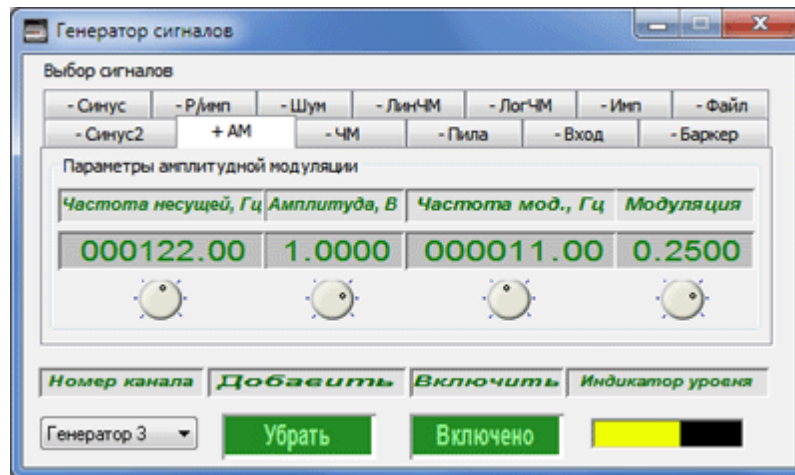 Генератор сигналов
Выбор сигналов
- Синус - Р/имп - Шум - ЛинЧМ - ЛогЧМ - Имп - Файл
- Синус2 + АМ - ЧМ - Пила - Вход - Баркер
Параметры амплитудной модуляции
Частота несущей, Гц Амплитуда, В Частота мод., Гц Модуляция
000122.00 1.0000 000011.00 0.2500
Номер канала Добавить Включить Индикатор уровня
Генератор 3 Убрать Включено